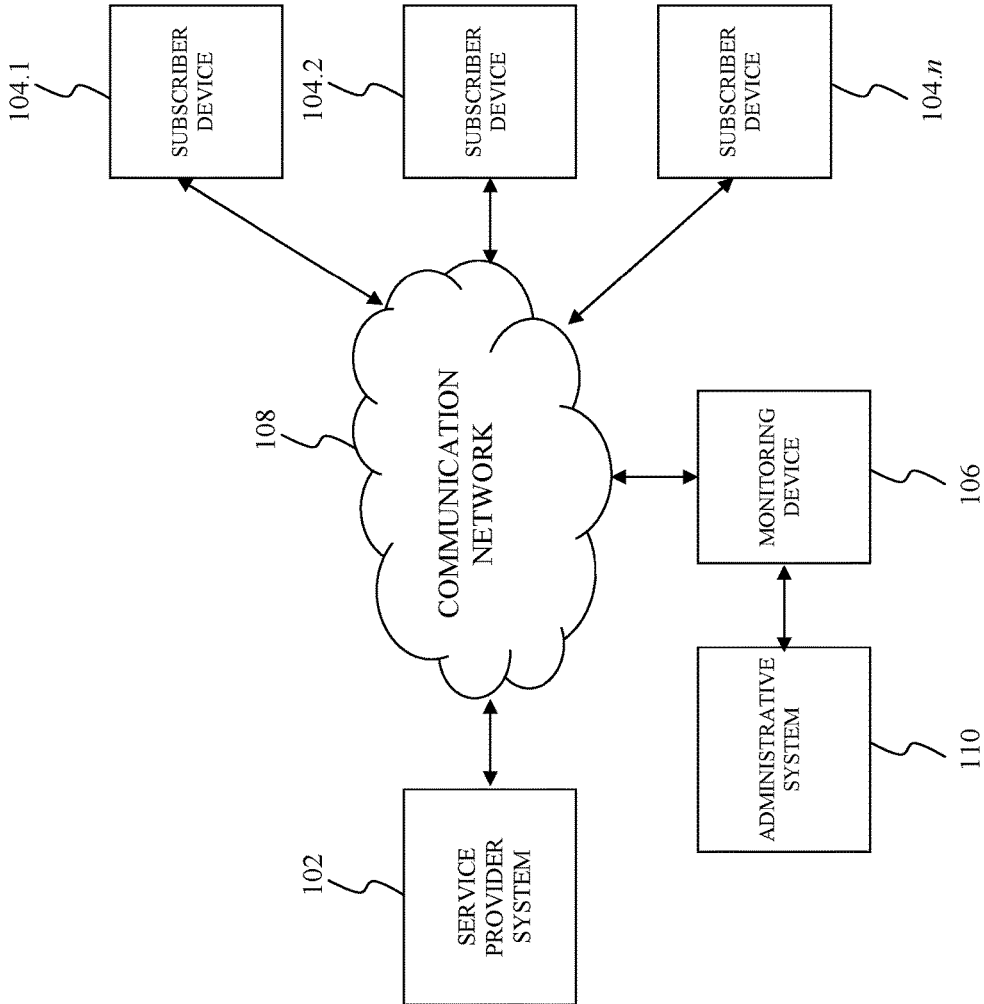 104.1
SUBSCRIBER
DEVICE
104.2
SUBSCRIBER
DEVICE
104.n
SUBSCRIBER
DEVICE
108
COMMUNICATION
NETWORK
102
SERVICE
PROVIDER
SYSTEM
MONITORING
DEVICE
106
ADMINISTRATIVE
SYSTEM
110